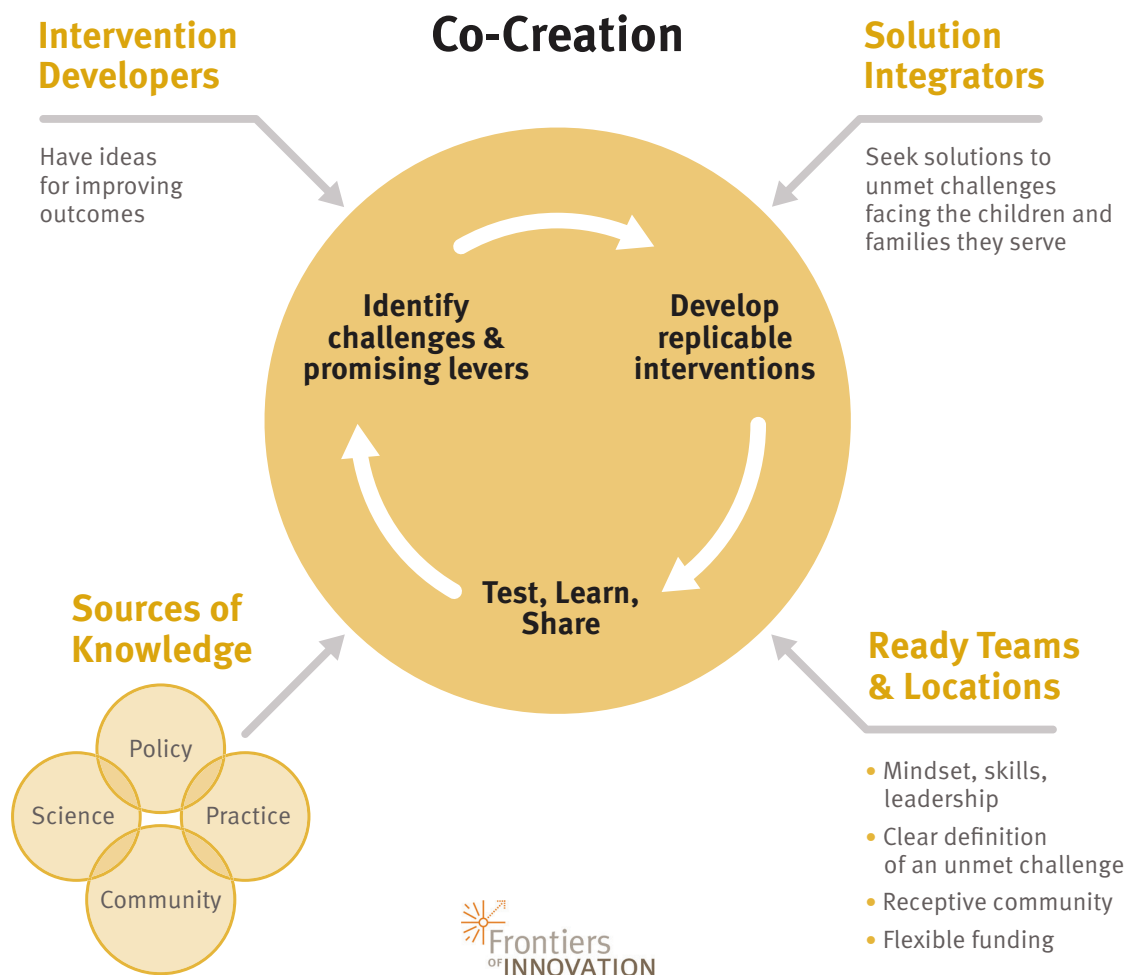 Co-Creation
Intervention
Developers
Have ideas
for improving
outcomes
Solution
Integrators
Seek solutions to
unmet challenges
facing the children and
families they serve
Identify
challenges &
promising levers
Develop
replicable
interventions
Test, Learn,
Share
Sources of
Knowledge
Policy
Science
Practice
Community
Ready Teams
& Locations
• Mindset, skills,
leadership
• Clear definition
of an unmet challenge
• Receptive community
• Flexible funding
Frontiers
OF INNOVATION